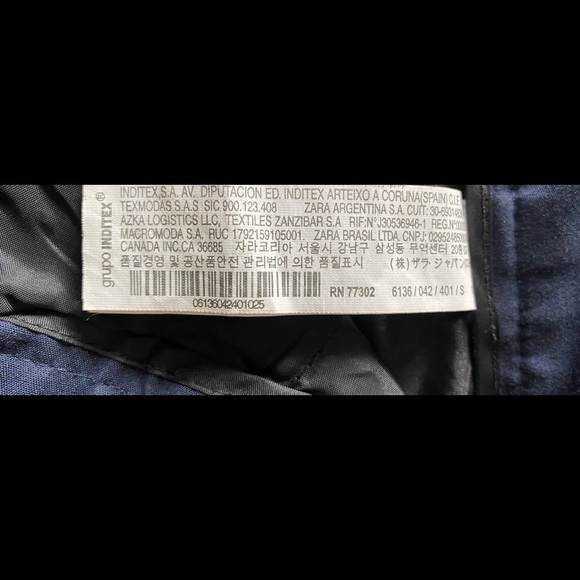 grupo INDITEX®
INDITEX,S.A. AV. DIPUTACION ED. INDITEX ARTEIXO A CORUNA(SPAIN) C.I.F.
TEXMODAS S.A.S SIC 900.123.408 ZARA ARGENTINA S.A. CUIT:
AZKA LOGISTICS LLC, TEXTILES ZANZIBAR S.A RIF:N°J30536946-1
MACROMODA S.A. RUC 1792159105001. ZARA BRASIL LTDA. CNPJ:
CANADA INC.CA 36685 자라코리아 서울시 강남구 삼성동 무역센터
품질경영 및 공산품안전 관리법에 의한 품질표시 (株) ザラ・ジャパン
06136042401025
RN 77302
6136 / 042 / 401 / S